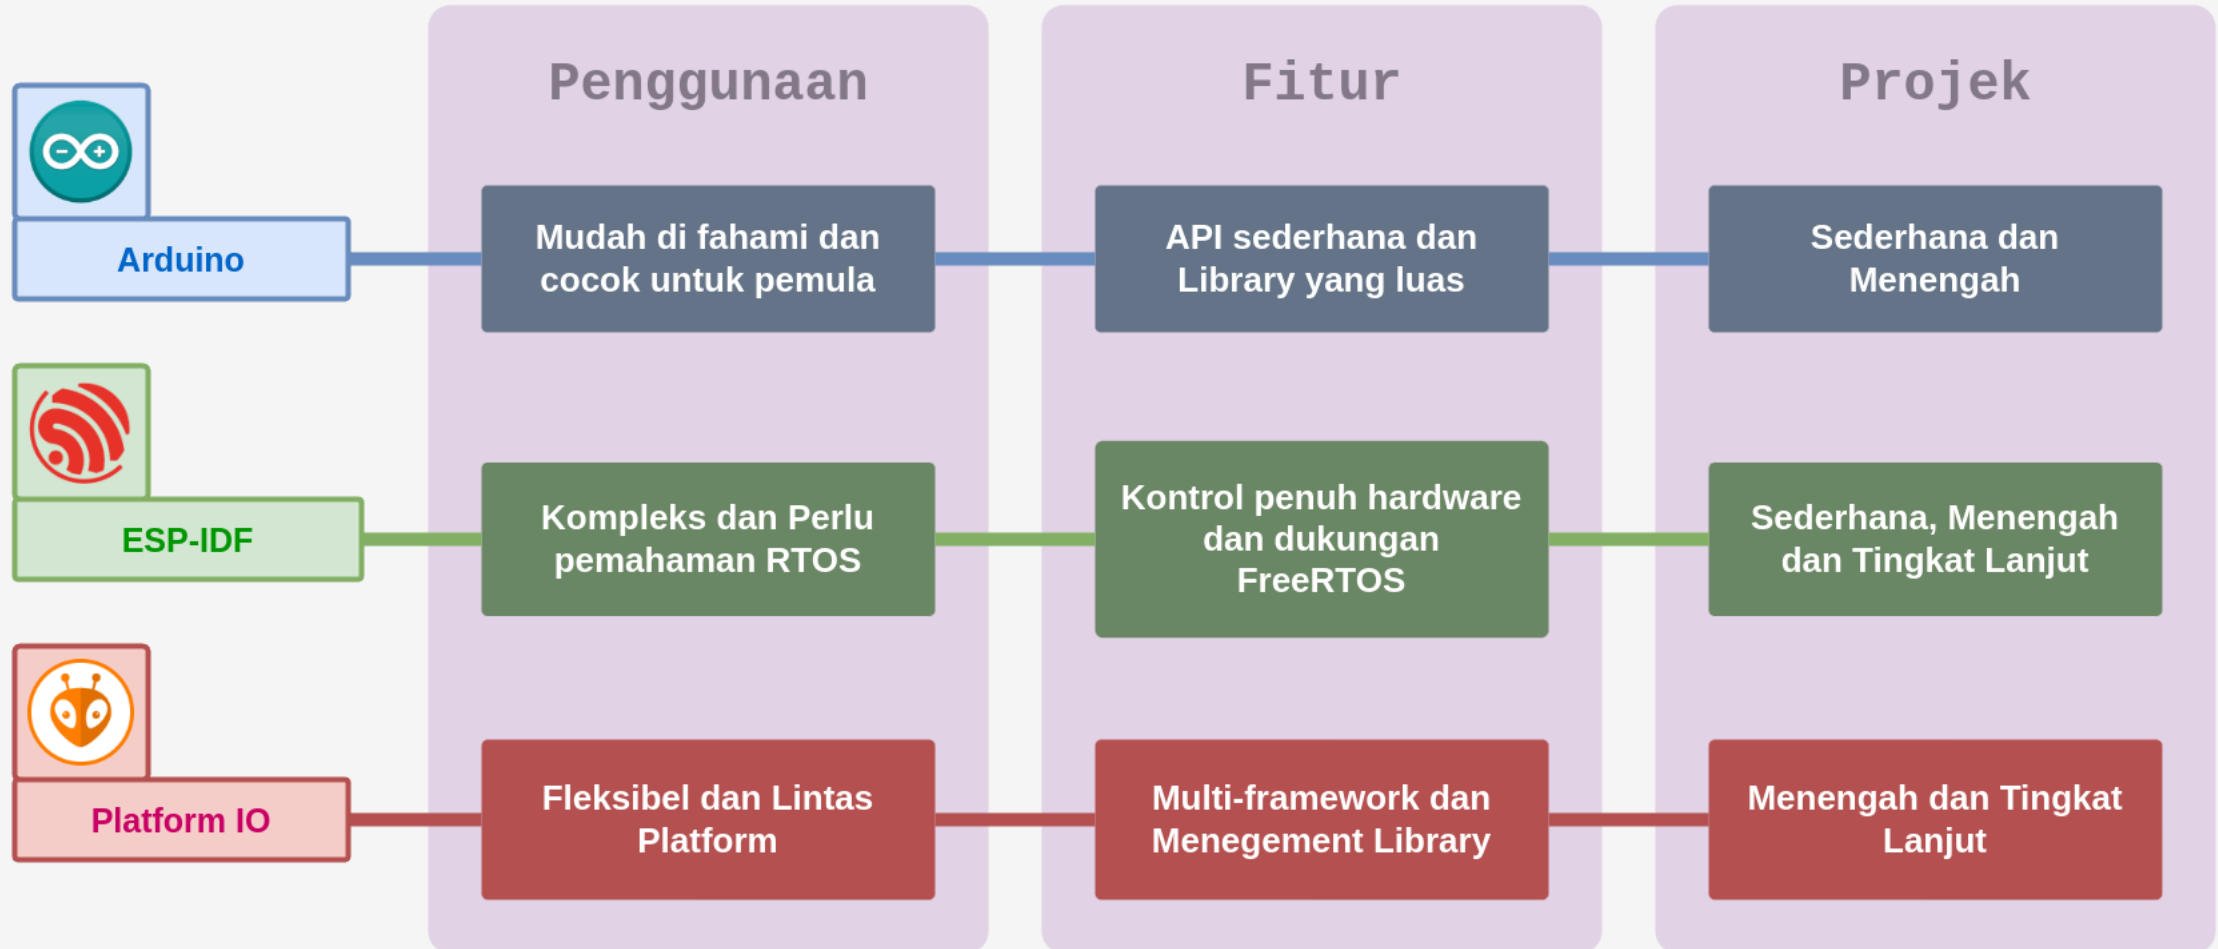 Penggunaan
Fitur
Projek
Arduino
Mudah di fahami dan
cocok untuk pemula
API sederhana dan
Library yang luas
Sederhana dan
Menengah
ESP-IDF
Kompleks dan Perlu
pemahaman RTOS
Kontrol penuh hardware
dan dukungan
FreeRTOS
Sederhana, Menengah
dan Tingkat Lanjut
Platform IO
Fleksibel dan Lintas
Platform
Multi-framework dan
Menegement Library
Menengah dan Tingkat
Lanjut